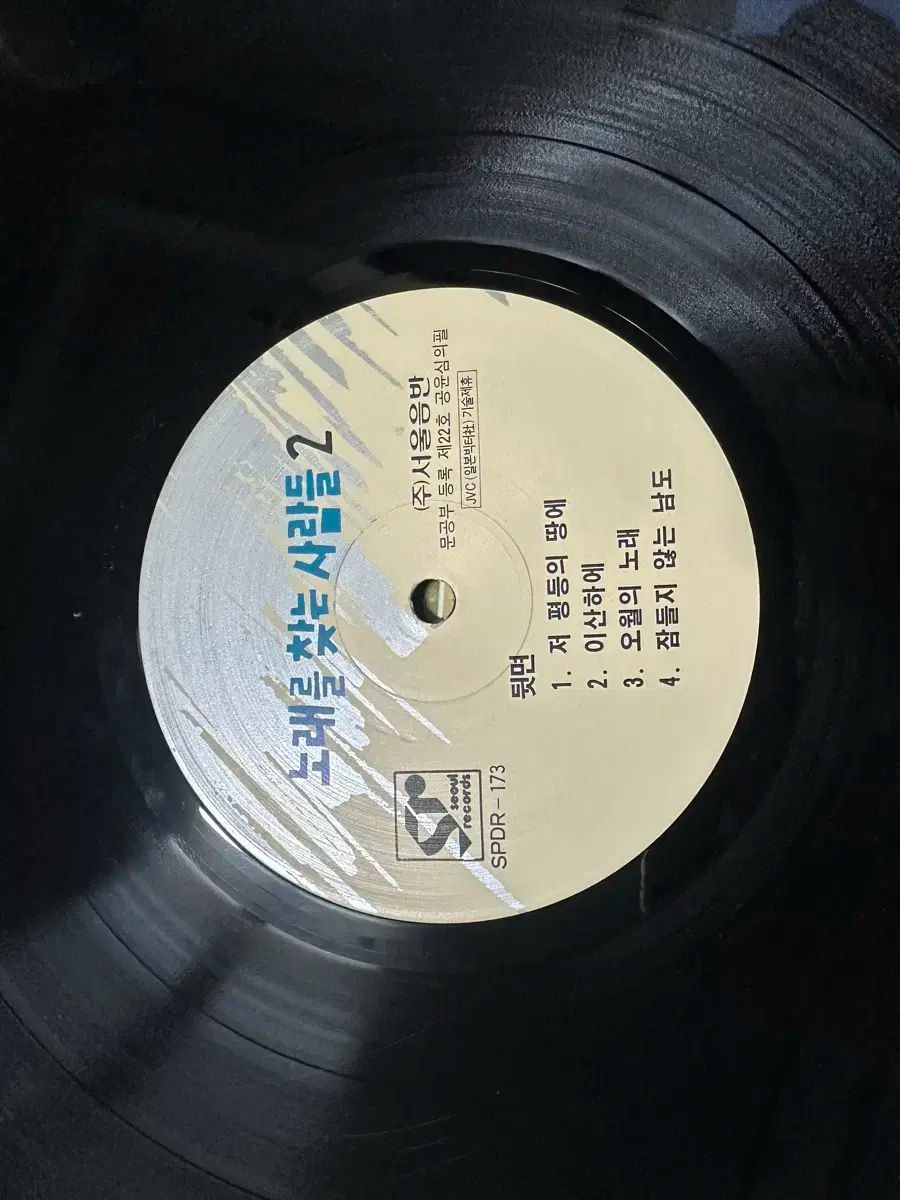 노래를 찾는 사람들 2
(주)서울음반
문공부 등록 제22호 공윤심의필
JVC (일본빅타社) 기술제휴
seoul
records
SPDR-173
뒷면
1. 저 평등의 땅에
2. 이산하에
3. 오월의 노래
4. 잠들지 않는 남도